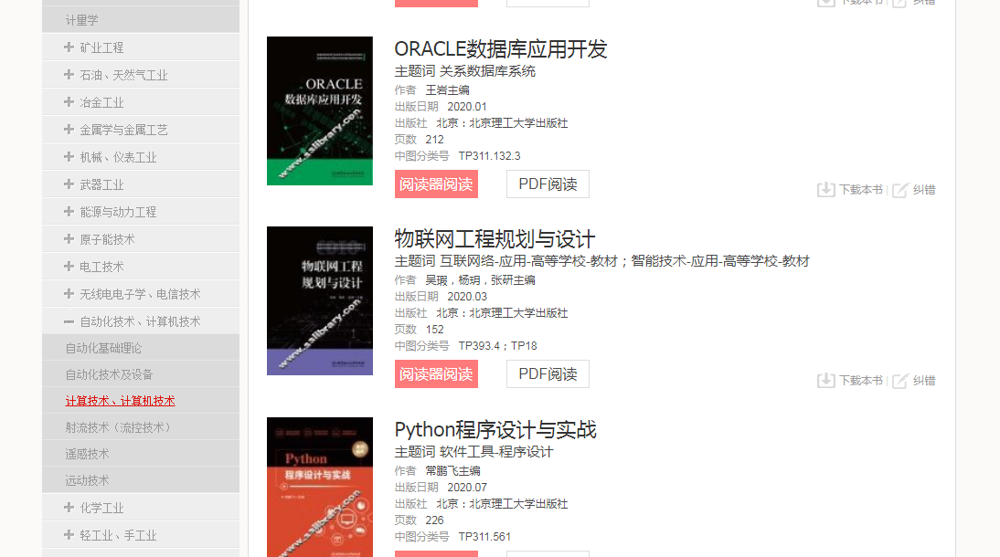 计量学
矿业工程
石油、天然气工业
冶金工业
金属学与金属工艺
机械、仪表工业
武器工业
能源与动力工程
原子能技术
电工技术
无线电电子学、电信技术
自动化技术、计算机技术
自动化基础理论
自动化技术及设备
计算技术、计算机技术
射流技术（流控技术）
遥感技术
远动技术
化学工业
轻工业、手工业
下载本书 | 纠错
ORACLE
数据库应用开发
www.salibrary.com
ORACLE数据库应用开发
主题词 关系数据库系统
作者 王岩主编
出版日期 2020.01
出版社 北京：北京理工大学出版社
页数 212
中图分类号 TP311.132.3
阅读器阅读 PDF阅读
下载本书 | 纠错
物联网工程
规划与设计
www.salibrary.com
物联网工程规划与设计
主题词 互联网络-应用-高等学校-教材；智能技术-应用-高等学校-教材
作者 吴瑕，杨玥，张研主编
出版日期 2020.03
出版社 北京：北京理工大学出版社
页数 152
中图分类号 TP393.4；TP18
阅读器阅读 PDF阅读
下载本书 | 纠错
Python
程序设计与实战
www.salibrary.com
Python程序设计与实战
主题词 软件工具-程序设计
作者 常鹏飞主编
出版日期 2020.07
出版社 北京：北京理工大学出版社
页数 226
中图分类号 TP311.561